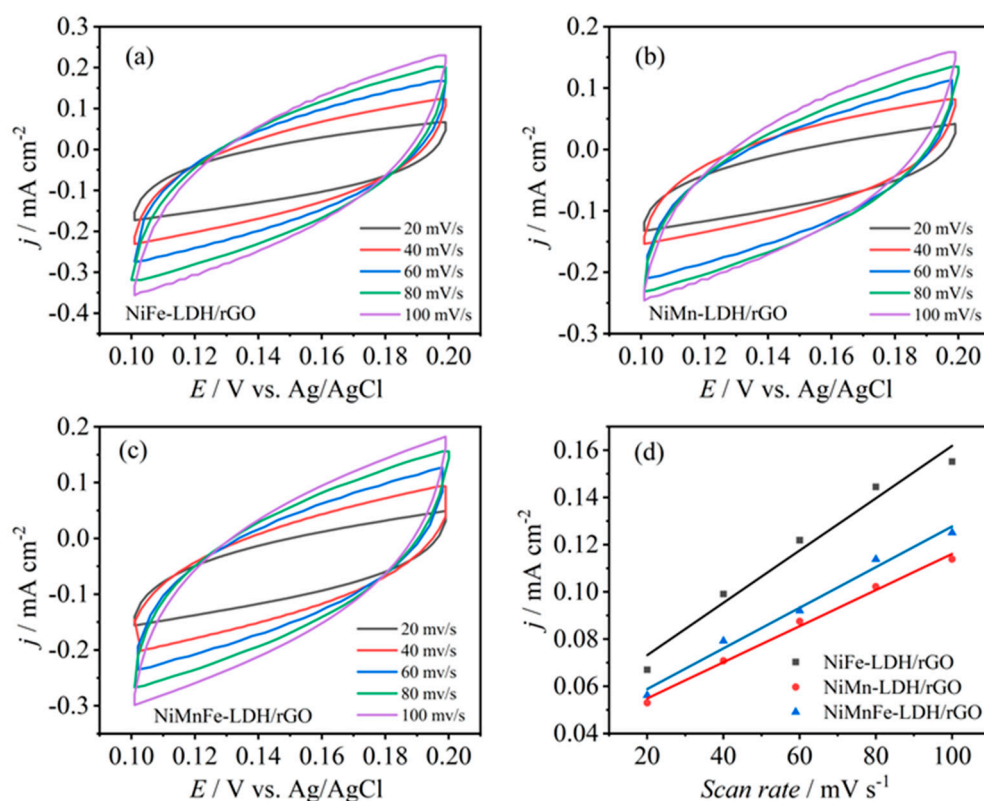 (a)
0.3
0.2
0.1
0.0
-0.1
-0.2
-0.3
-0.4
j / mA cm-2
20 mV/s
40 mV/s
60 mV/s
80 mV/s
100 mV/s
NiFe-LDH/rGO
0.10 0.12 0.14 0.16 0.18 0.20
E / V vs. Ag/AgCl
(b)
0.2
0.1
0.0
-0.1
-0.2
-0.3
j / mA cm-2
20 mV/s
40 mV/s
60 mV/s
80 mV/s
100 mV/s
NiMn-LDH/rGO
0.10 0.12 0.14 0.16 0.18 0.20
E / V vs. Ag/AgCl
(c)
0.2
0.1
0.0
-0.1
-0.2
-0.3
j / mA cm-2
20 mv/s
40 mv/s
60 mv/s
80 mv/s
100 mv/s
NiMnFe-LDH/rGO
0.10 0.12 0.14 0.16 0.18 0.20
E / V vs. Ag/AgCl
(d)
0.16
0.14
0.12
0.10
0.08
0.06
0.04
j / mA cm-2
NiFe-LDH/rGO
NiMn-LDH/rGO
NiMnFe-LDH/rGO
20 40 60 80 100
Scan rate / mV s-1